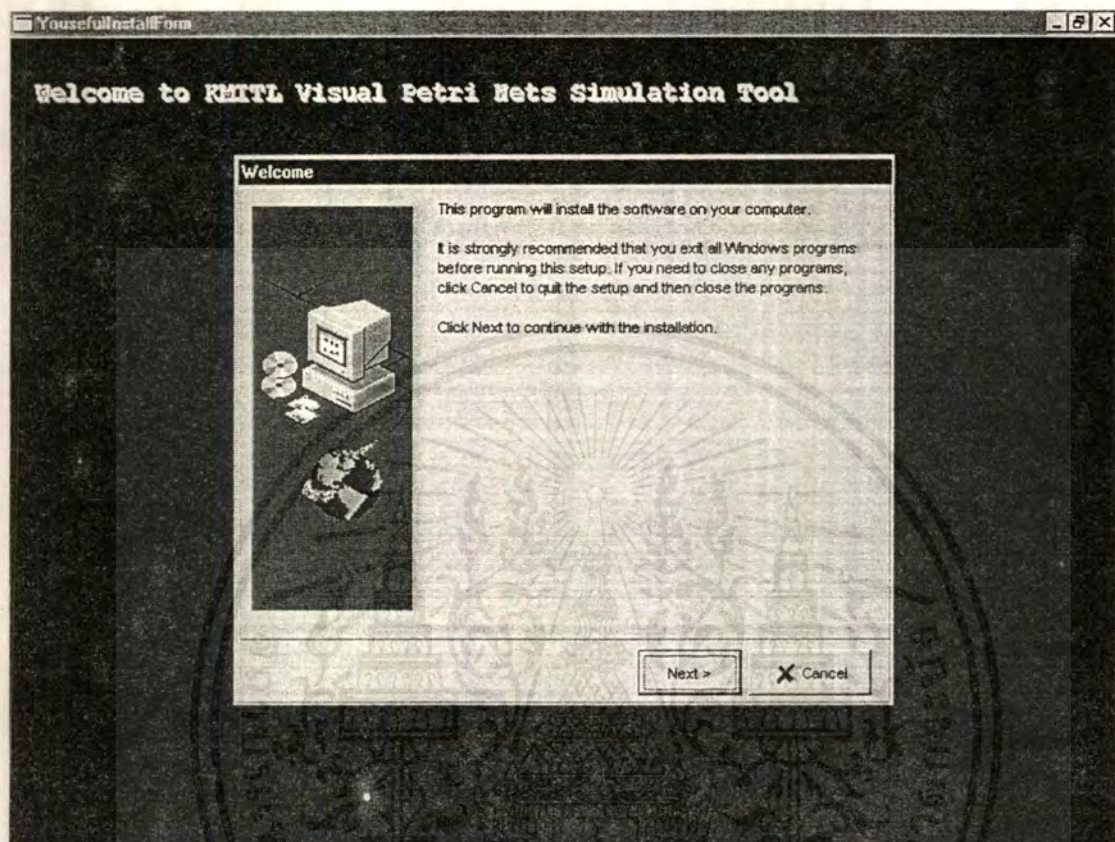 YousefullnstallForm
Welcome to KMITL Visual Petri Nets Simulation Tool
Welcome
This program will install the software on your computer.
It is strongly recommended that you exit all Windows programs
before running this setup. If you need to close any programs,
click Cancel to quit the setup and then close the programs.
Click Next to continue with the installation.
Next >
Cancel